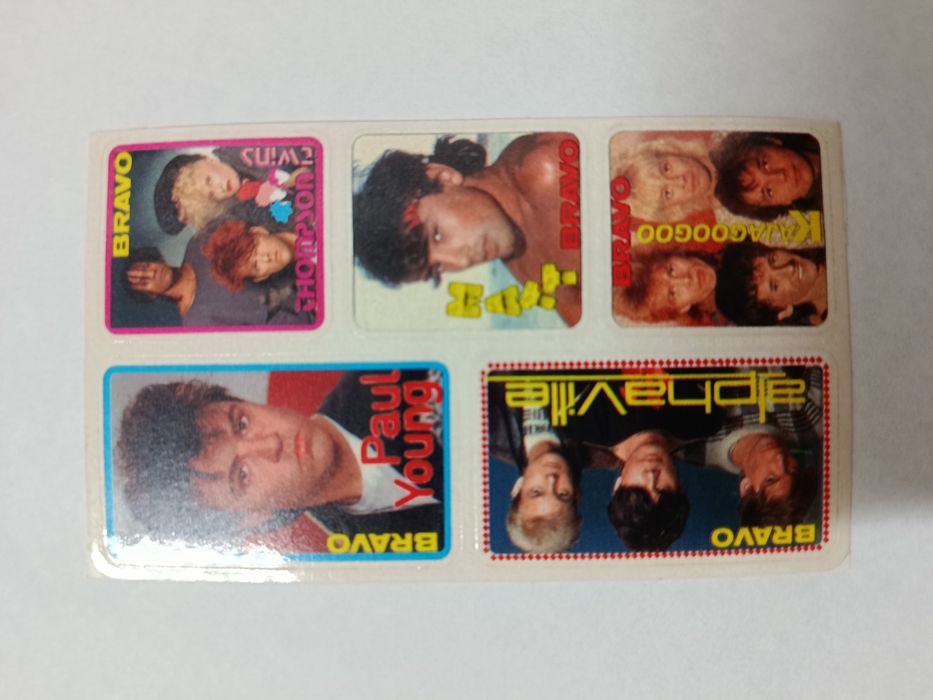 BRAVO
THOMPSON
TWINS
MATT
BRAVO
BRAVO
KAJAGOOGOO
Paul
Young
BRAVO
alphaville
BRAVO